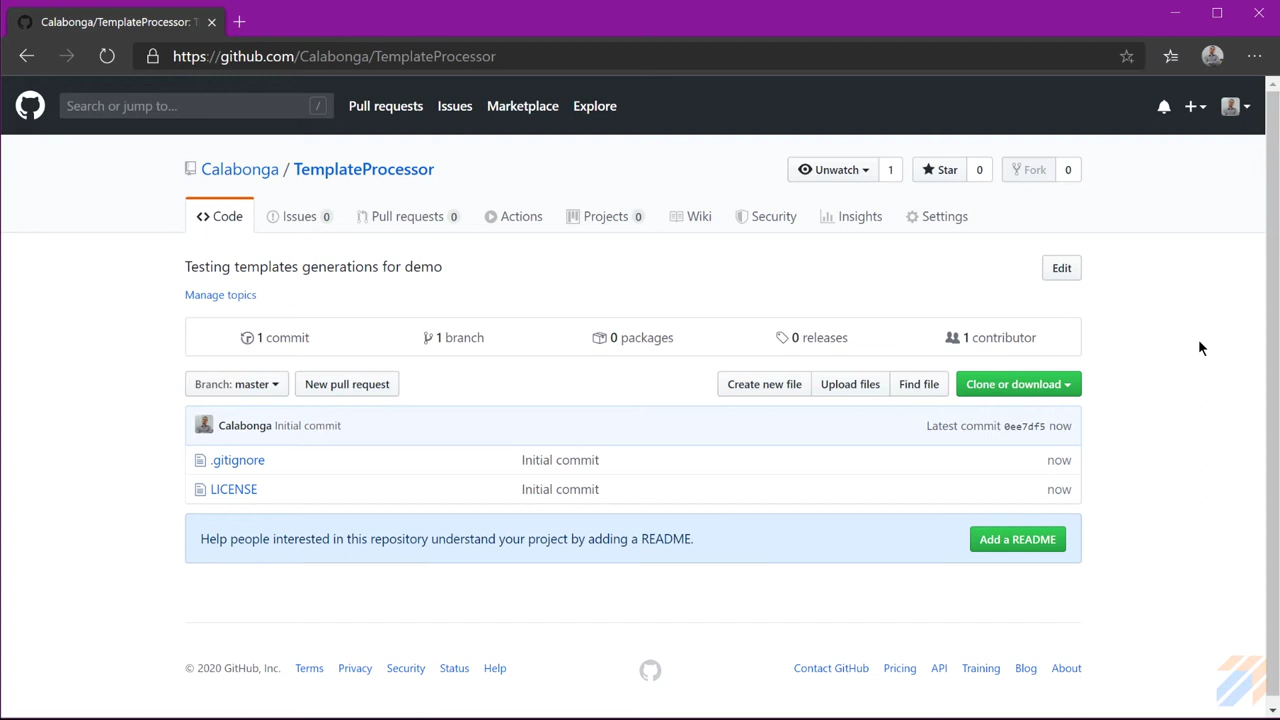 Calabonga/TemplateProcessor: T
https://github.com/Calabonga/TemplateProcessor
Search or jump to... /
Pull requests Issues Marketplace Explore
Calabonga / TemplateProcessor
Unwatch 1 Star 0 Fork 0
Code Issues 0 Pull requests 0 Actions Projects 0 Wiki Security Insights Settings
Testing templates generations for demo
Edit
Manage topics
1 commit 1 branch 0 packages 0 releases 1 contributor
Branch: master New pull request Create new file Upload files Find file Clone or download
Calabonga Initial commit Latest commit 0ee7df5 now
.gitignore Initial commit now
LICENSE Initial commit now
Help people interested in this repository understand your project by adding a README. Add a README
© 2020 GitHub, Inc. Terms Privacy Security Status Help Contact GitHub Pricing API Training Blog About